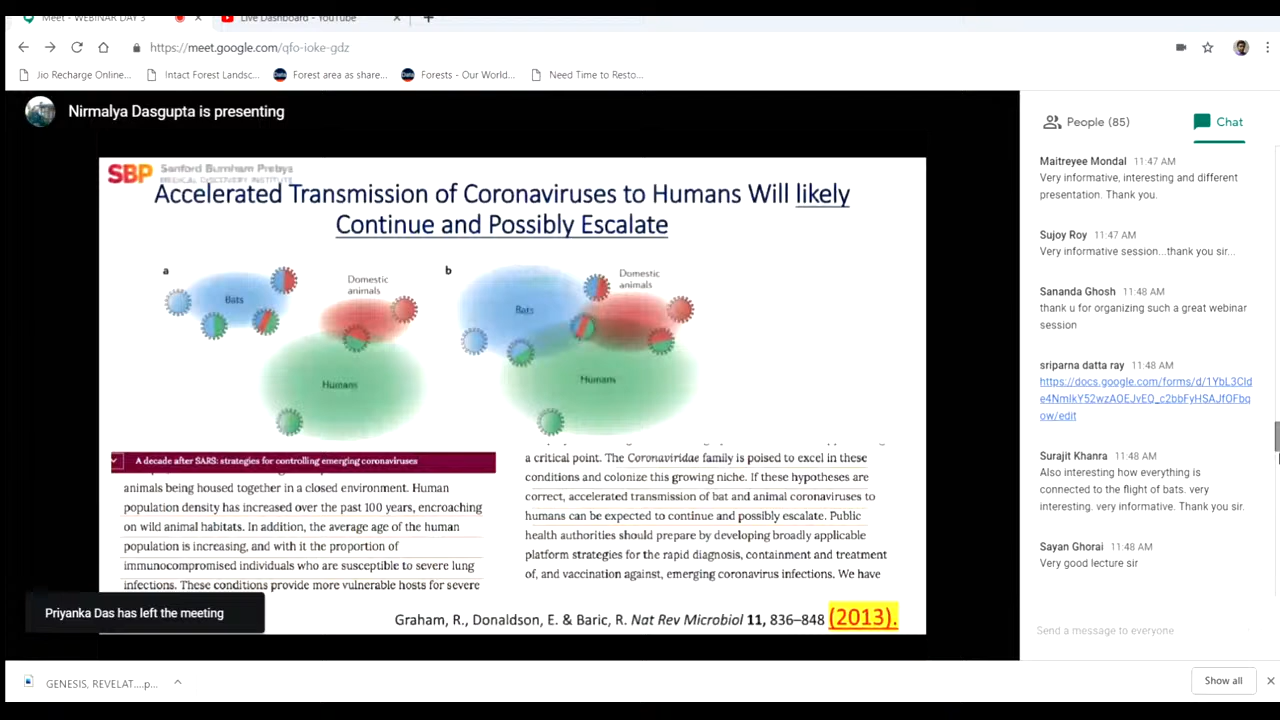 Meet - WEBINAR DAY 3
Live Dashboard - YouTube
https://meet.google.com/qfo-ioke-gdz
Jio Recharge Online...
Intact Forest Landsc...
Forest area as share...
Forests - Our World...
Need Time to Resto...
Nirmalya Dasgupta is presenting
SBP Sanford Burnham Prebys
MEDICAL DISCOVERY INSTITUTE
Accelerated Transmission of Coronaviruses to Humans Will likely
Continue and Possibly Escalate
a
Bats
Domestic
animals
Humans
b
Bats
Domestic
animals
Humans
A decade after SARS: strategies for controlling emerging coronaviruses
animals being housed together in a closed environment. Human
population density has increased over the past 100 years, encroaching
on wild animal habitats. In addition, the average age of the human
population is increasing, and with it the proportion of
immunocompromised individuals who are susceptible to severe lung
infections. These conditions provide more vulnerable hosts for severe
a critical point. The Coronaviridae family is poised to excel in these
conditions and colonize this growing niche. If these hypotheses are
correct, accelerated transmission of bat and animal coronaviruses to
humans can be expected to continue and possibly escalate. Public
health authorities should prepare by developing broadly applicable
platform strategies for the rapid diagnosis, containment and treatment
of, and vaccination against, emerging coronavirus infections. We have
Graham, R., Donaldson, E. & Baric, R. Nat Rev Microbiol 11, 836–848 (2013).
Priyanka Das has left the meeting
People (85)
Chat
Maitreyee Mondal 11:47 AM
Very informative, interesting and different
presentation. Thank you.
Sujoy Roy 11:47 AM
Very informative session...thank you sir...
Sananda Ghosh 11:48 AM
thank u for organizing such a great webinar
session
sriparna datta ray 11:48 AM
https://docs.google.com/forms/d/1YbL3Cld
e4NmIkY52wzAOEJvEQ_c2bbFyHSAJfOFbq
ow/edit
Surajit Khanra 11:48 AM
Also interesting how everything is
connected to the flight of bats. very
interesting. very informative. Thank you sir.
Sayan Ghorai 11:48 AM
Very good lecture sir
Send a message to everyone
GENESIS, REVELAT....p...
Show all